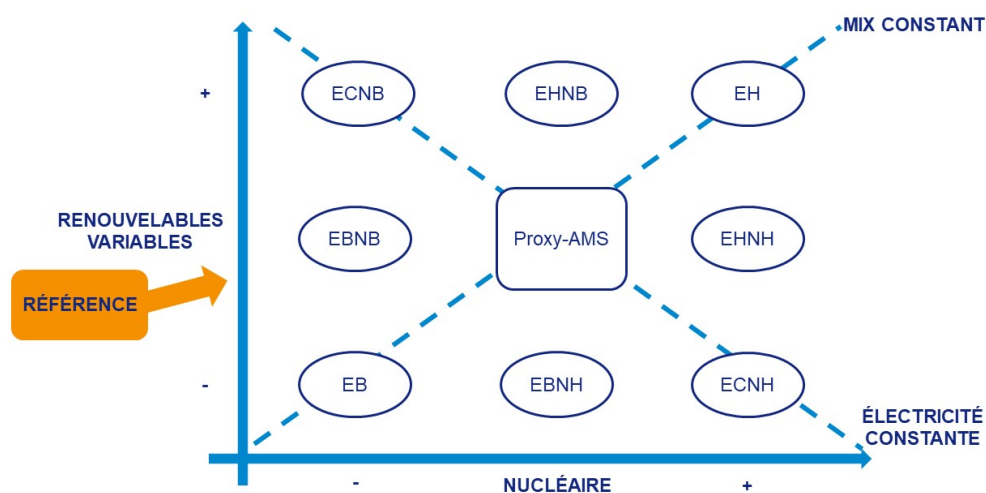 MIX CONSTANT
+
ECNB
EHNB
EH
RENOUVELABLES
VARIABLES
EBNB
Proxy-AMS
EHNH
RÉFÉRENCE
-
EB
EBNH
ECNH
ÉLECTRICITÉ
CONSTANTE
-
NUCLÉAIRE
+